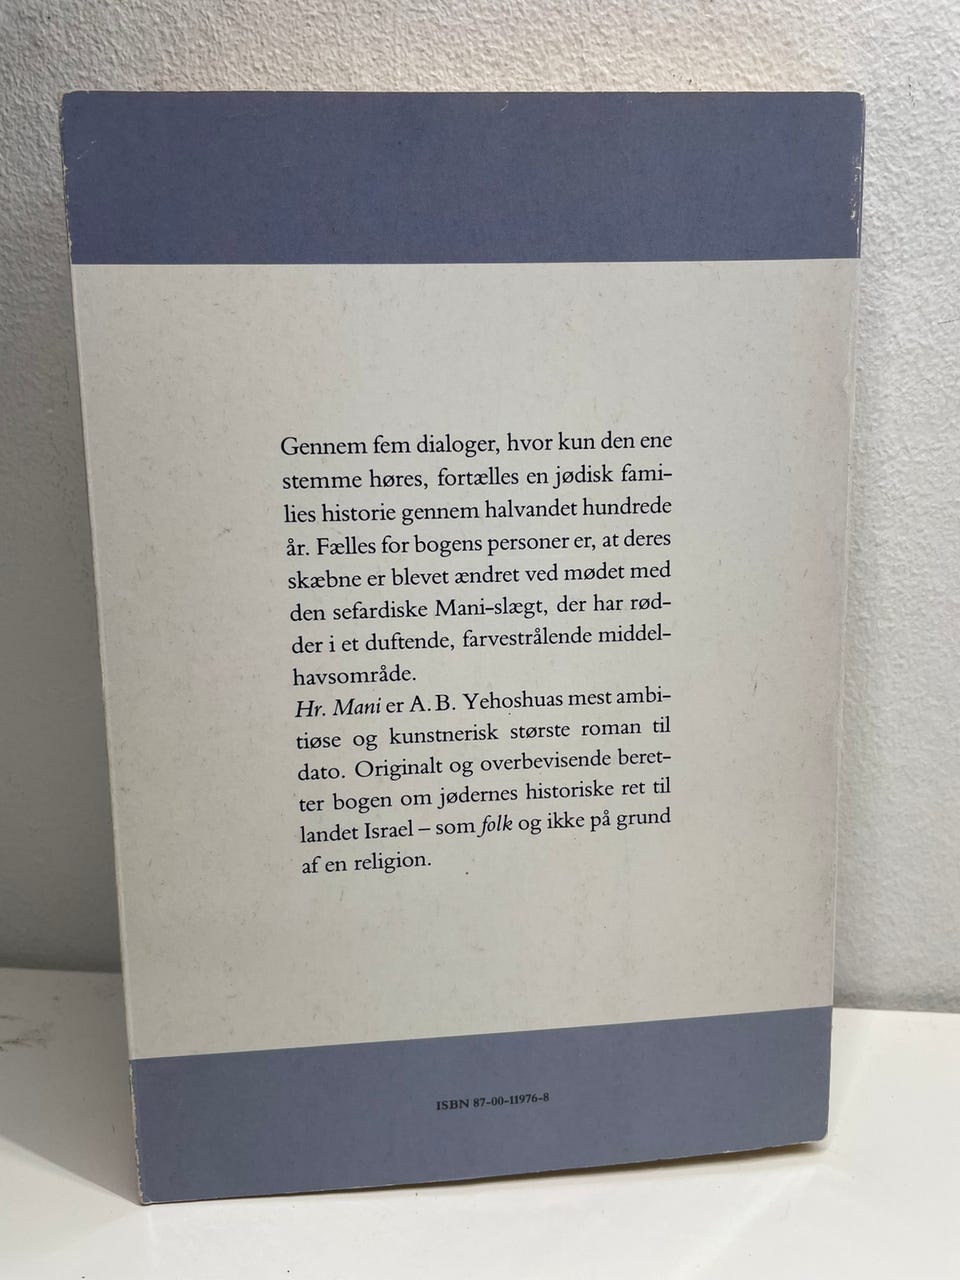 Gennem fem dialoger, hvor kun den ene
stemme høres, fortælles en jødisk fami-
lies historie gennem halvandet hundrede
år. Fælles for bogens personer er, at deres
skæbne er blevet ændret ved mødet med
den sefardiske Mani-slægt, der har rød-
der i et duftende, farvestrålende middel-
havsområde.
Hr. Mani er A.B. Yehoshuas mest ambi-
tiøse og kunstnerisk største roman til
dato. Originalt og overbevisende beret-
ter bogen om jødernes historiske ret til
landet Israel – som folk og ikke på grund
af en religion.
ISBN 87-00-11976-8